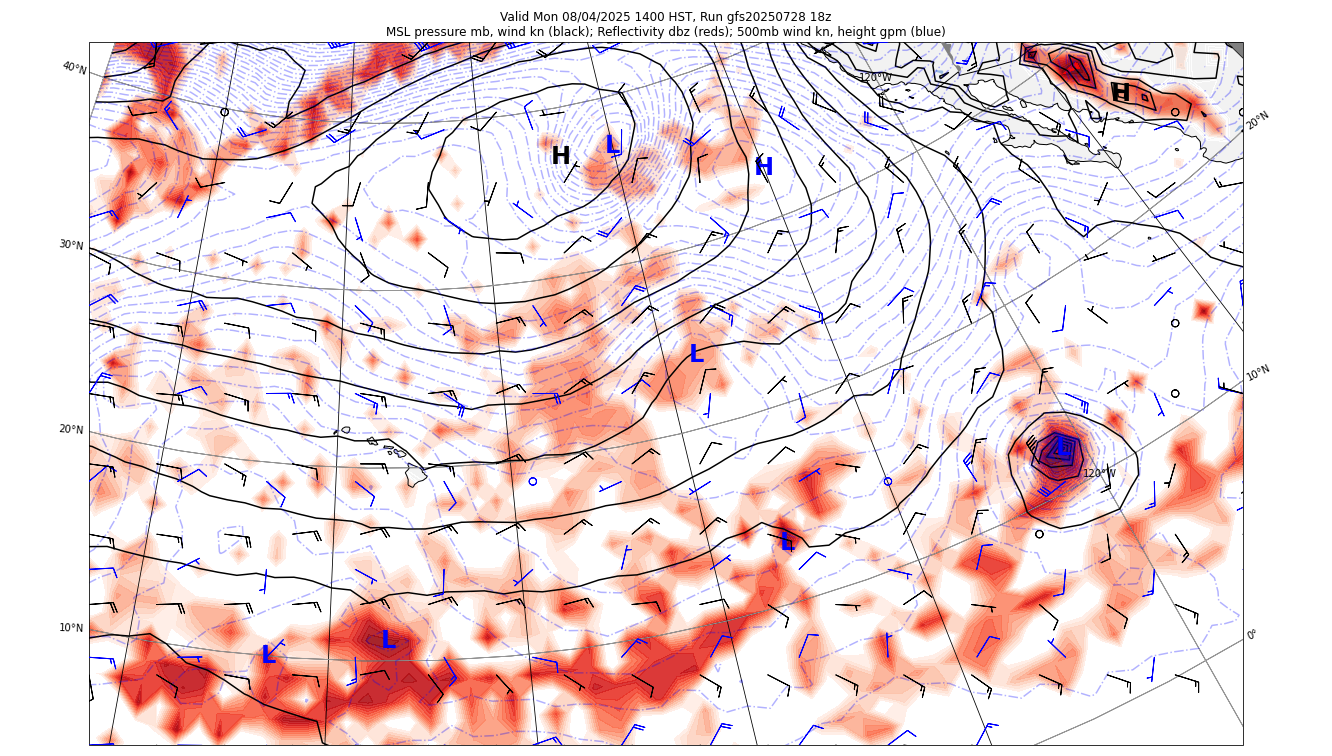 Valid Mon 08/04/2025 1400 HST, Run gfs20250728 18z
MSL pressure mb, wind kn (black); Reflectivity dbz (reds); 500mb wind kn, height gpm (blue)
40°N
120°W
H
20°N
H
L
H
30°N
L
10°N
20°N
L
120°W
L
10°N
L
L
0°